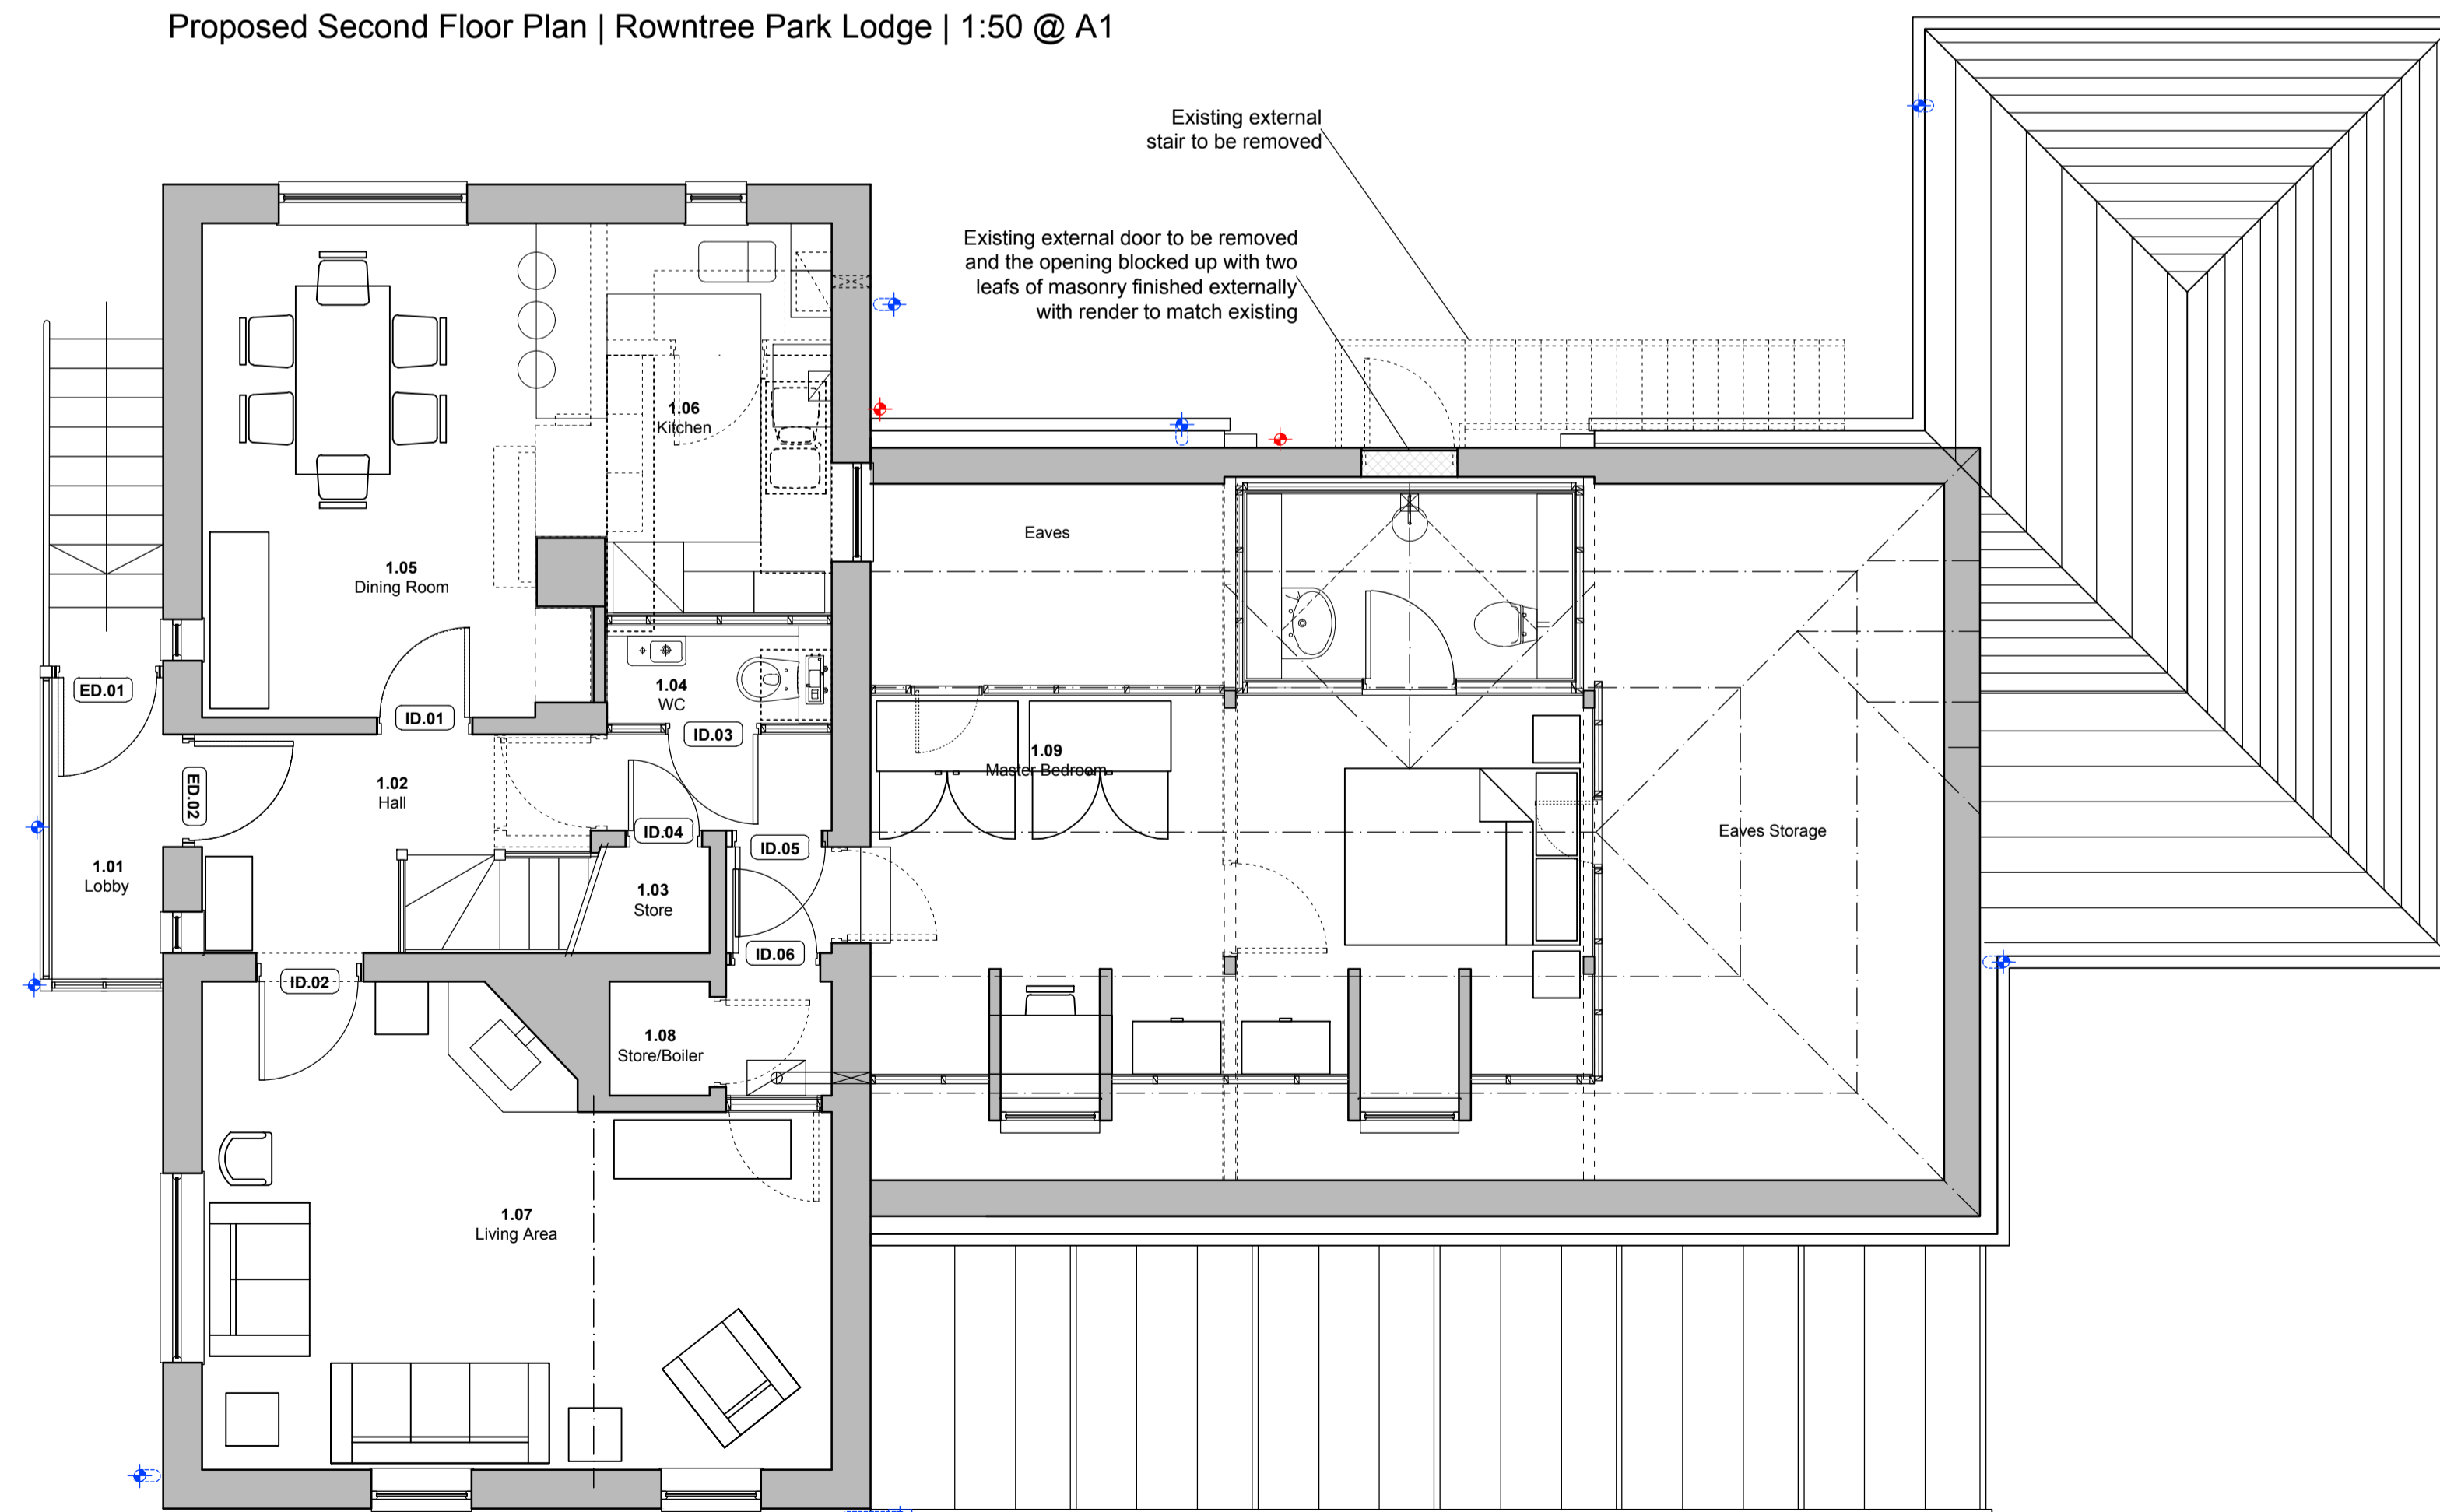 Proposed Second Floor Plan | Rowntree Park Lodge | 1:50 @ A1
Existing external
stair to be removed
Existing external door to be removed
and the opening blocked up with two
leafs of masonry finished externally
with render to match existing
1.06
Kitchen
Eaves
1.05
Dining Room
ED.01
1.04
WC
ID.01
ID.03
1.09
Master Bedroom
ED.02
1.02
Hall
ID.04
Eaves Storage
ID.05
1.01
Lobby
1.03
Store
ID.06
ID.02
1.08
Store/Boiler
1.07
Living Area